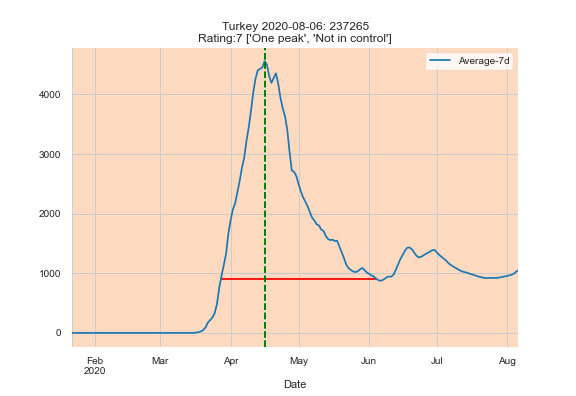 Turkey 2020-08-06: 237265
Rating:7 ['One peak', 'Not in control']
Average-7d
4000
3000
2000
1000
0
Feb Mar Apr May Jun Jul Aug
2020
Date